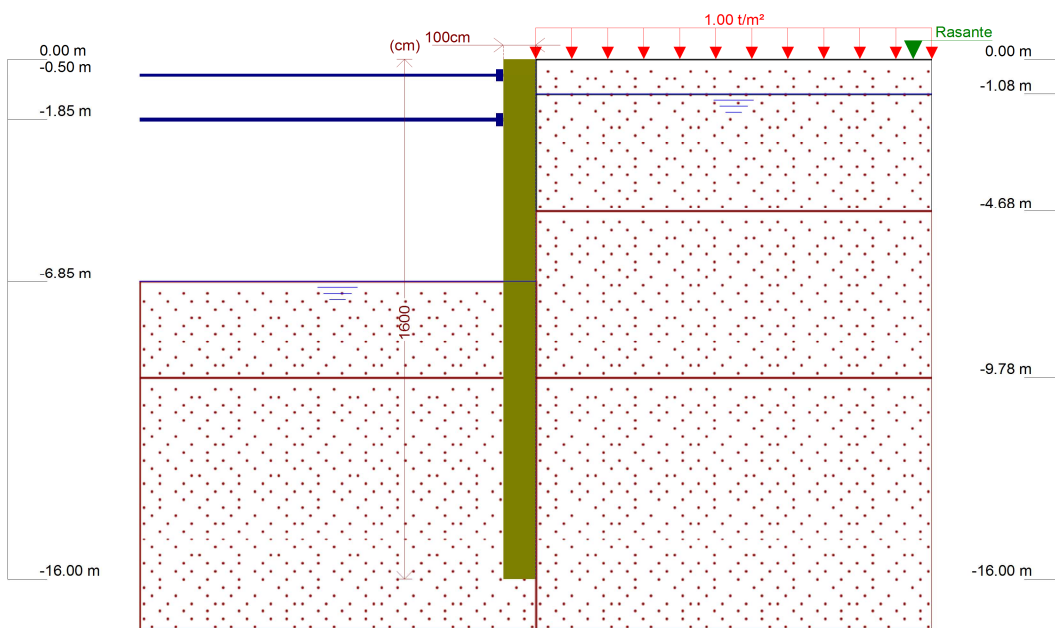 1.00 t/m²
Rasante
(cm)
100cm
0.00 m
0.00 m
-0.50 m
-1.08 m
-1.85 m
-4.68 m
-6.85 m
1600
-9.78 m
-16.00 m
-16.00 m